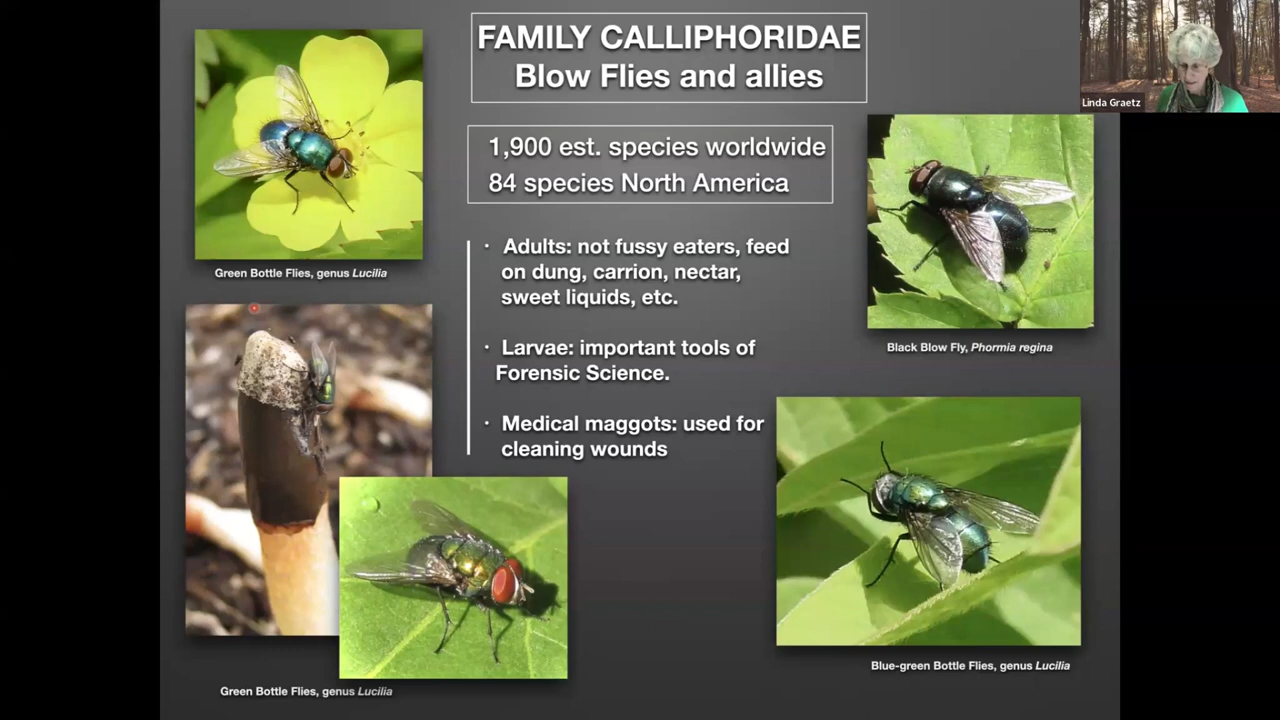 FAMILY CALLIPHORIDAE
Blow Flies and allies
Linda Graetz
1,900 est. species worldwide
84 species North America
· Adults: not fussy eaters, feed
on dung, carrion, nectar,
sweet liquids, etc.
· Larvae: important tools of
Forensic Science.
· Medical maggots: used for
cleaning wounds
Green Bottle Flies, genus Lucilia
Black Blow Fly, Phormia regina
Blue-green Bottle Flies, genus Lucilia
Green Bottle Flies, genus Lucilia